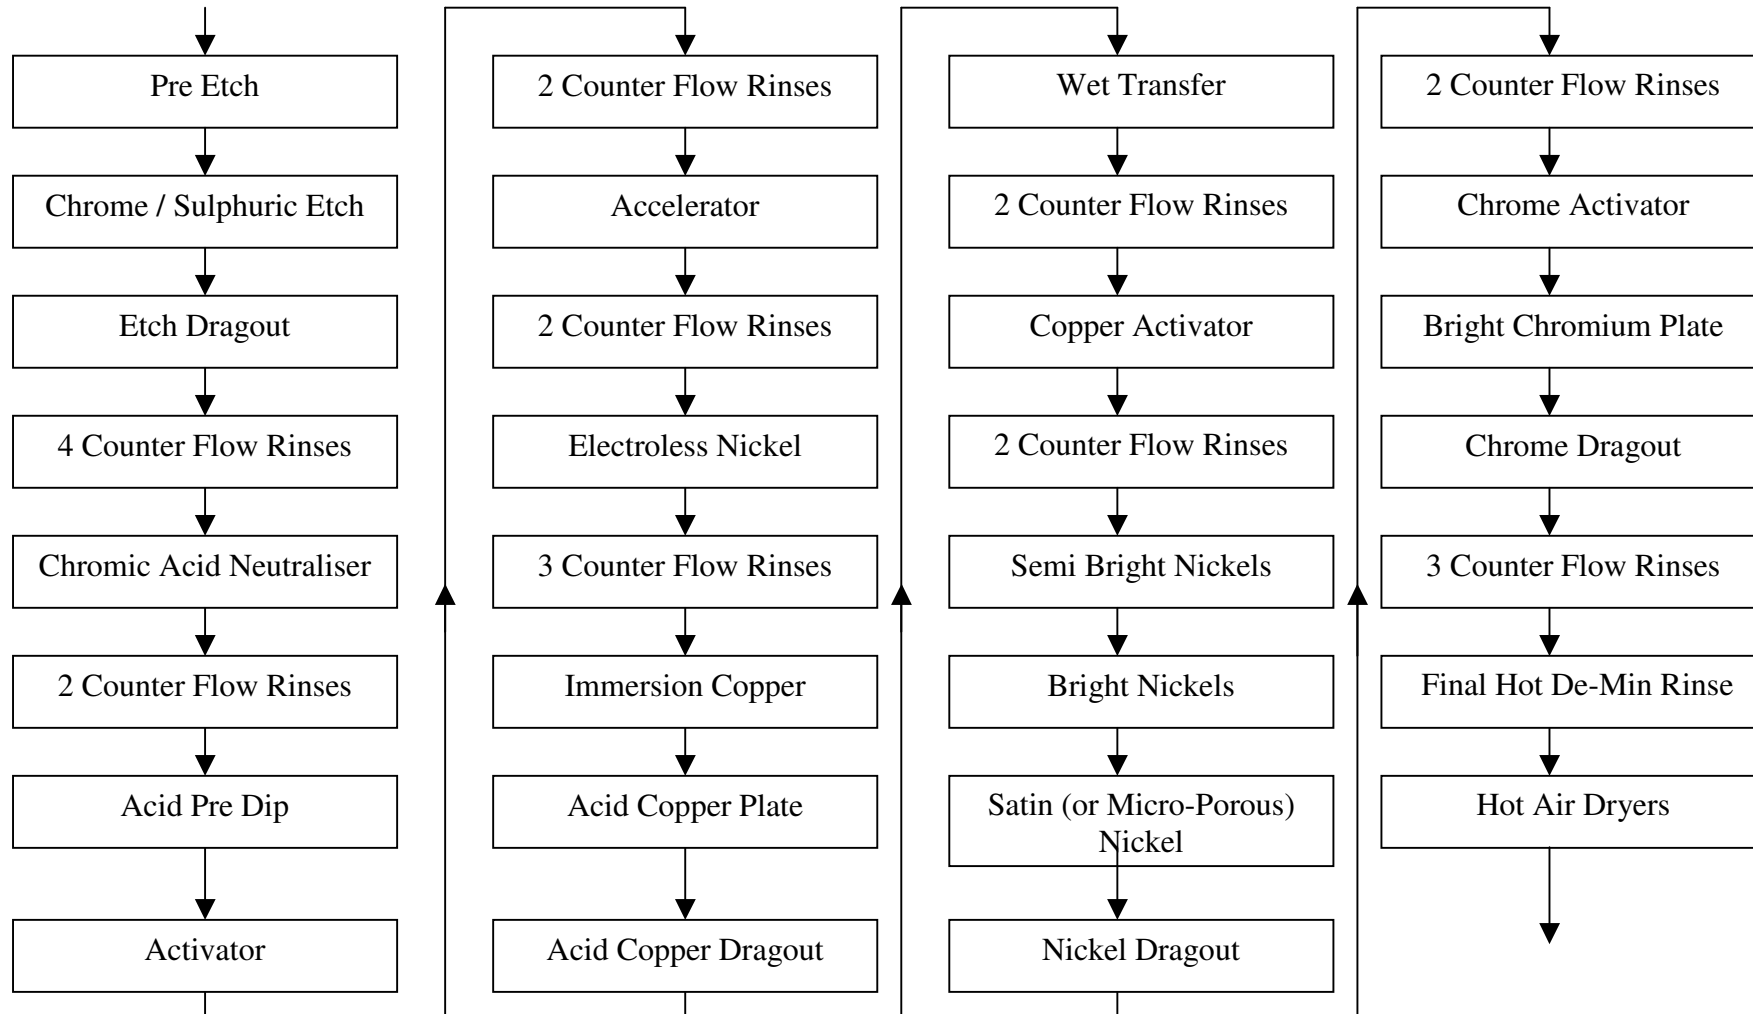 Pre Etch
Chrome / Sulphuric Etch
Etch Dragout
4 Counter Flow Rinses
Chromic Acid Neutraliser
2 Counter Flow Rinses
Acid Pre Dip
Activator
2 Counter Flow Rinses
Accelerator
2 Counter Flow Rinses
Electroless Nickel
3 Counter Flow Rinses
Immersion Copper
Acid Copper Plate
Acid Copper Dragout
Wet Transfer
2 Counter Flow Rinses
Copper Activator
2 Counter Flow Rinses
Semi Bright Nickels
Bright Nickels
Satin (or Micro-Porous)
Nickel
Nickel Dragout
2 Counter Flow Rinses
Chrome Activator
Bright Chromium Plate
Chrome Dragout
3 Counter Flow Rinses
Final Hot De-Min Rinse
Hot Air Dryers